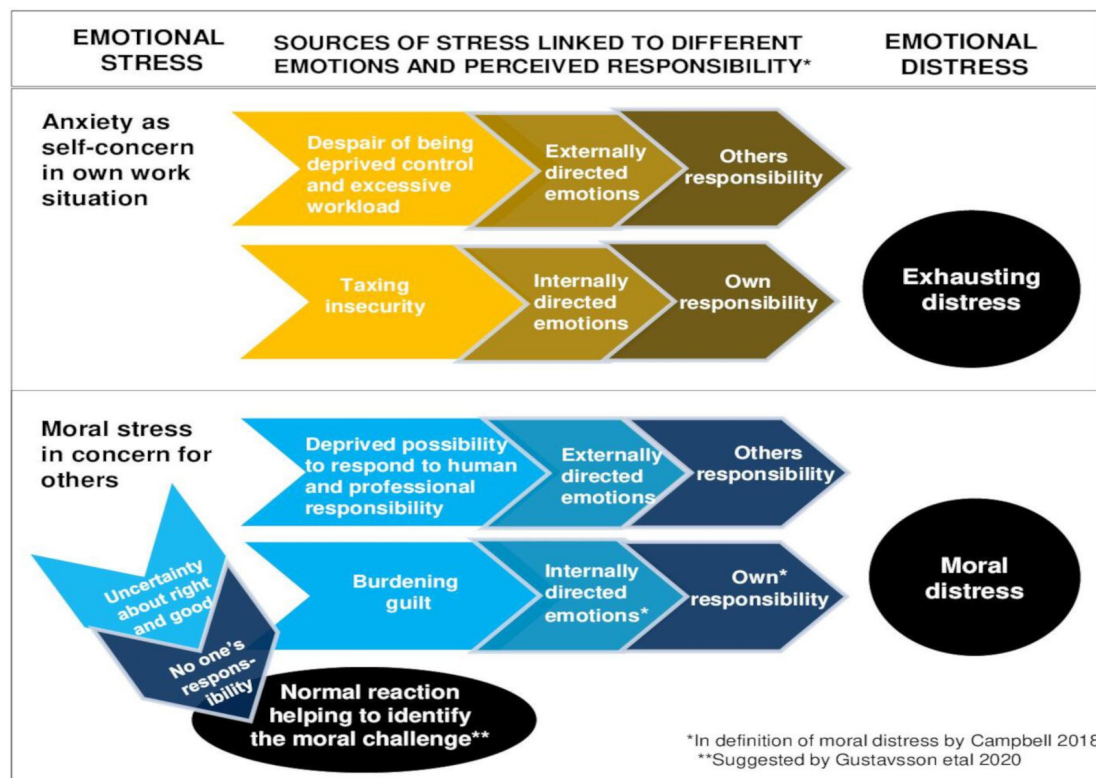 EMOTIONAL
STRESS
SOURCES OF STRESS LINKED TO DIFFERENT
EMOTIONS AND PERCEIVED RESPONSIBILITY*
EMOTIONAL
DISTRESS
Anxiety as
self-concern
in own work
situation
Despair of being
deprived control
and excessive
workload
Externally
directed
emotions
Others
responsibility
Taxing
insecurity
Internally
directed
emotions
Own
responsibility
Exhausting
distress
Moral stress
in concern for
others
Deprived possibility
to respond to human
and professional
responsibility
Externally
directed
emotions
Others
responsibility
Uncertainty
about right
and good
No one's
respons-
ibility
Burdening
guilt
Internally
directed
emotions*
Own*
responsibility
Moral
distress
Normal reaction
helping to identify
the moral challenge**
*In definition of moral distress by Campbell 2018
**Suggested by Gustavsson etal 2020